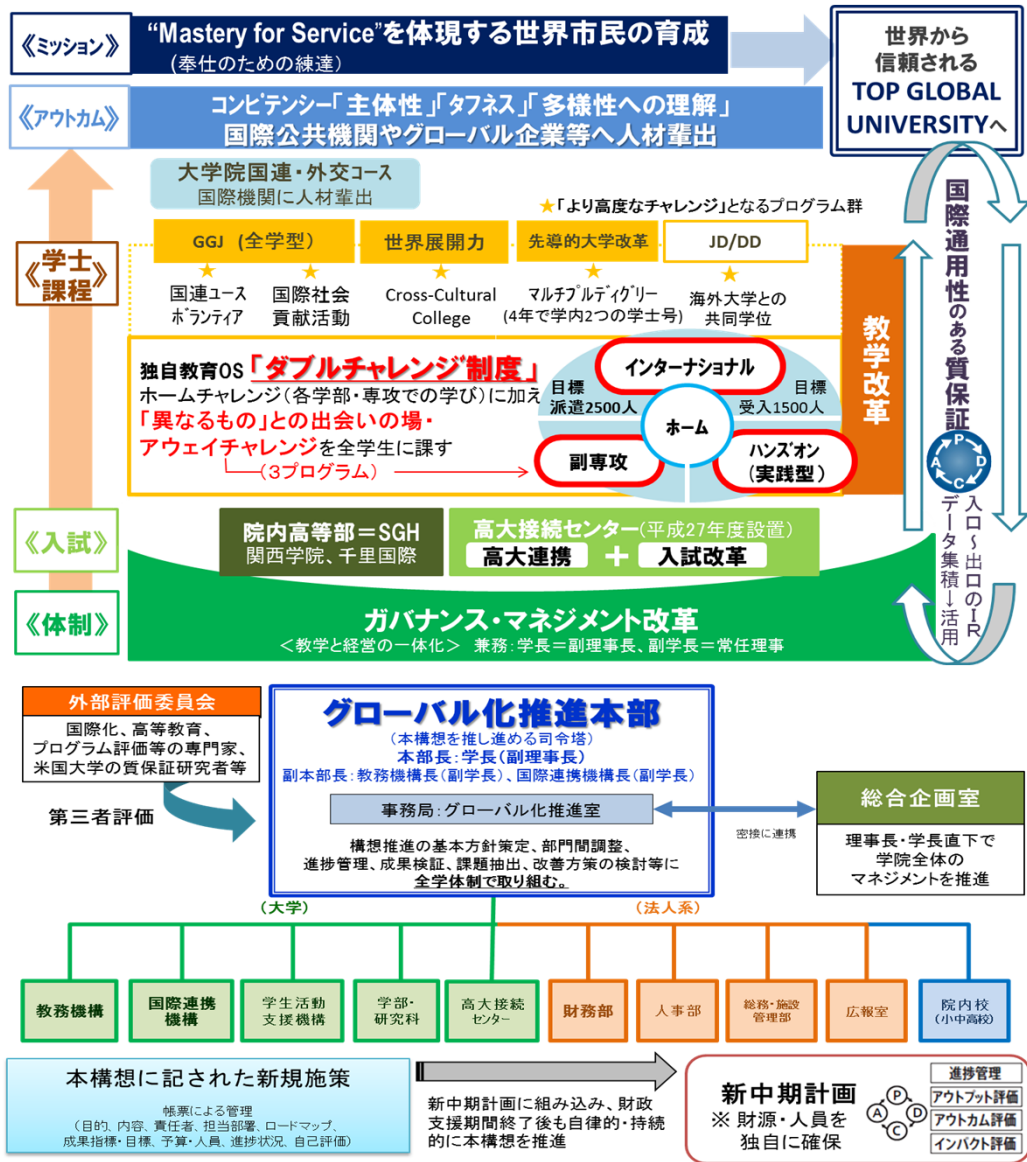 《ミッション》
“Mastery for Service”を体現する世界市民の育成
(奉仕のための練達)
世界から
信頼される
TOP GLOBAL
UNIVERSITYへ
《アウトカム》
コンピテンシー「主体性」「タフネス」「多様性への理解」
国際公共機関やグローバル企業等へ人材輩出
大学院国連・外交コース
国際機関に人材輩出
★「より高度なチャレンジ」となるプログラム群
《学士課程》
GGJ (全学型)
世界展開力
先導的大学改革
JD/DD
★
★
★
★
★
国連ユース
ボランティア
国際社会
貢献活動
Cross-Cultural
College
マルチプルディグリー
(4年で学内2つの学士号)
海外大学との
共同学位
教学改革
国際通用性のある質保証
P
D
C
A
入口～出口のIR
データ集積→活用
独自教育OS「ダブルチャレンジ制度」
ホームチャレンジ(各学部・専攻での学び)に加え
「異なるもの」との出会いの場・
アウェイチャレンジを全学生に課す
(3プログラム)
インターナショナル
目標
派遣2500人
目標
受入1500人
ホーム
副専攻
ハンズオン
(実践型)
《入試》
院内高等部＝SGH
関西学院、千里国際
高大接続センター(平成27年度設置)
高大連携
＋
入試改革
《体制》
ガバナンス・マネジメント改革
＜教学と経営の一体化＞ 兼務:学長＝副理事長、副学長＝常任理事
外部評価委員会
国際化、高等教育、
プログラム評価等の専門家、
米国大学の質保証研究者等
第三者評価
グローバル化推進本部
(本構想を推し進める司令塔)
本部長:学長(副理事長)
副本部長:教務機構長(副学長)、国際連携機構長(副学長)
事務局:グローバル化推進室
構想推進の基本方針策定、部門間調整、
進捗管理、成果検証、課題抽出、改善方策の検討等に
全学体制で取り組む。
密接に連携
総合企画室
理事長・学長直下で
学院全体の
マネジメントを推進
(大学)
(法人系)
教務機構
国際連携
機構
学生活動
支援機構
学部・
研究科
高大接続
センター
財務部
人事部
総務・施設
管理部
広報室
院内校
(小中高校)
本構想に記された新規施策
帳票による管理
(目的、内容、責任者、担当部署、ロードマップ、
成果指標・目標、予算・人員、進捗状況、自己評価)
新中期計画に組み込み、財政
支援期間終了後も自律的・持続
的に本構想を推進
新中期計画
※ 財源・人員を
独自に確保
P
A
D
C
進捗管理
アウトプット評価
アウトカム評価
インパクト評価